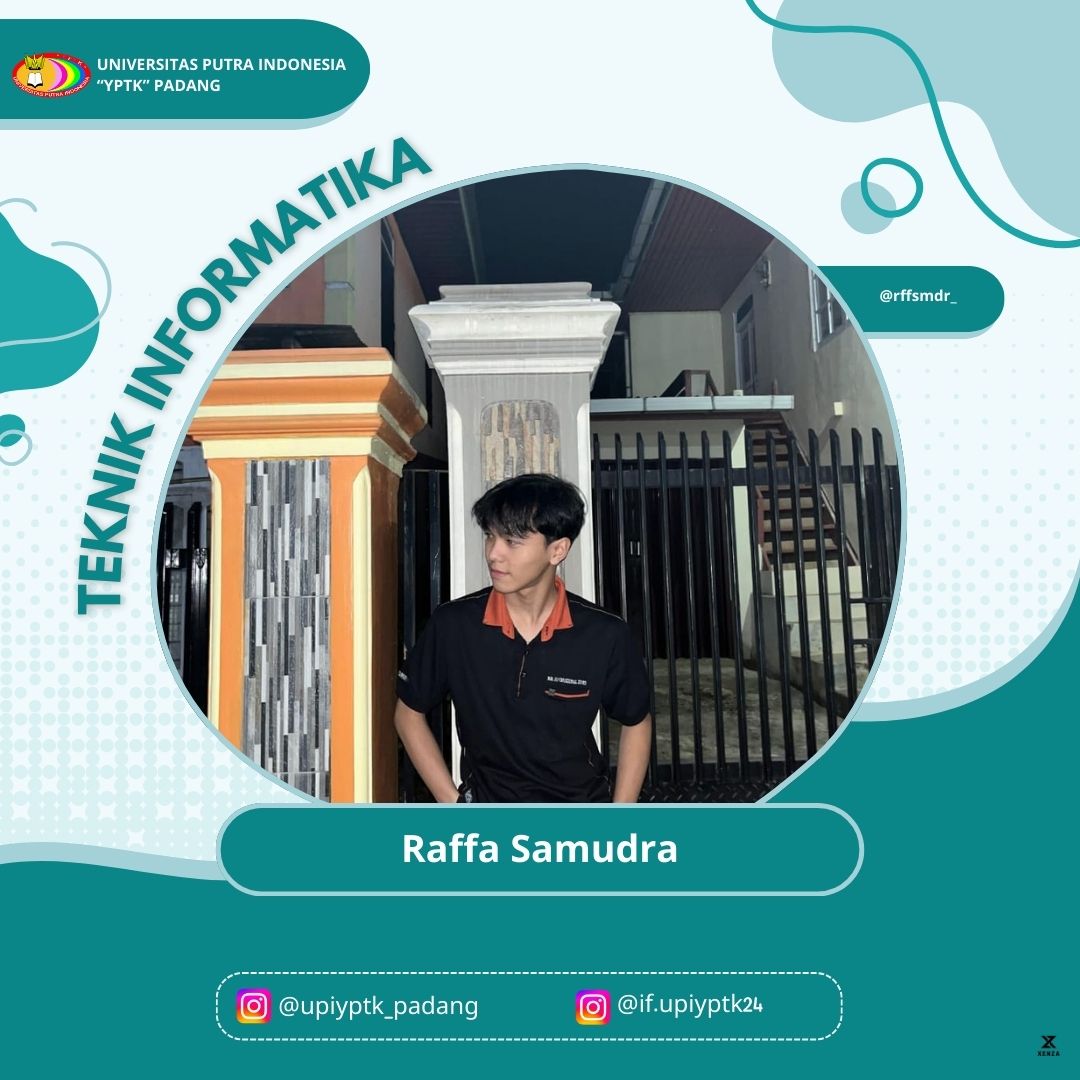 UNIVERSITAS PUTRA INDONESIA
“YPTK” PADANG
TEKNIK INFORMATIKA
@rffsmdr_
Raffa Samudra
@upiyptk_padang
@if.upiyptk24
XENZA